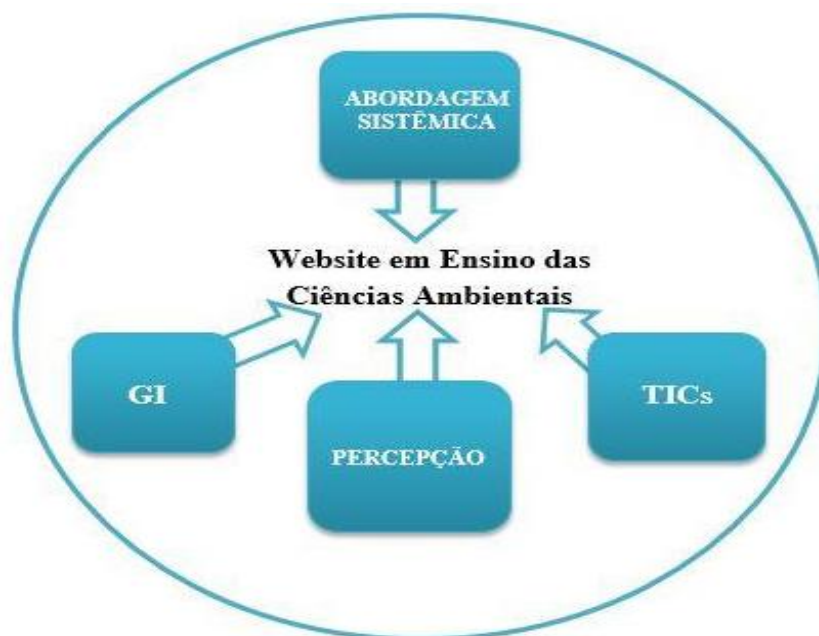 ABORDAGEM
SISTÊMICA
Website em Ensino das
Ciências Ambientais
GI
PERCEPÇÃO
TICs